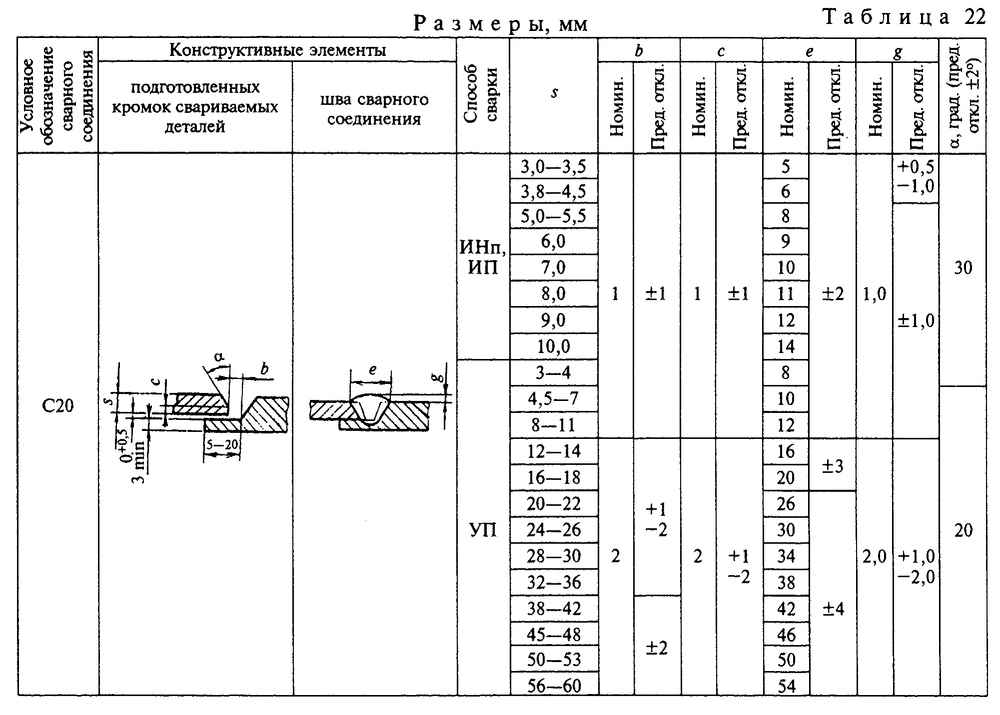 Размеры, мм
Таблица 22
Условное обозначение сварного соединения
Конструктивные элементы
подготовленных
кромок свариваемых
деталей
шва сварного
соединения
Способ сварки
s
b
c
e
g
Номин.
Пред. откл.
Номин.
Пред. откл.
Номин.
Пред. откл.
Номин.
Пред. откл.
α, град. (пред. откл. ±2°)
С20
α
b
c
s
0+0,5
3 min
5—20
e
g
ИНп,
ИП
3,0—3,5
3,8—4,5
5,0—5,5
6,0
7,0
8,0
9,0
10,0
УП
3—4
4,5—7
8—11
12—14
16—18
20—22
24—26
28—30
32—36
38—42
45—48
50—53
56—60
1
2
±1
+1
−2
±2
1
2
±1
+1
−2
5
6
8
9
10
11
12
14
8
10
12
16
20
26
30
34
38
42
46
50
54
±2
±3
±4
1,0
2,0
+0,5
−1,0
±1,0
+1,0
−2,0
30
20